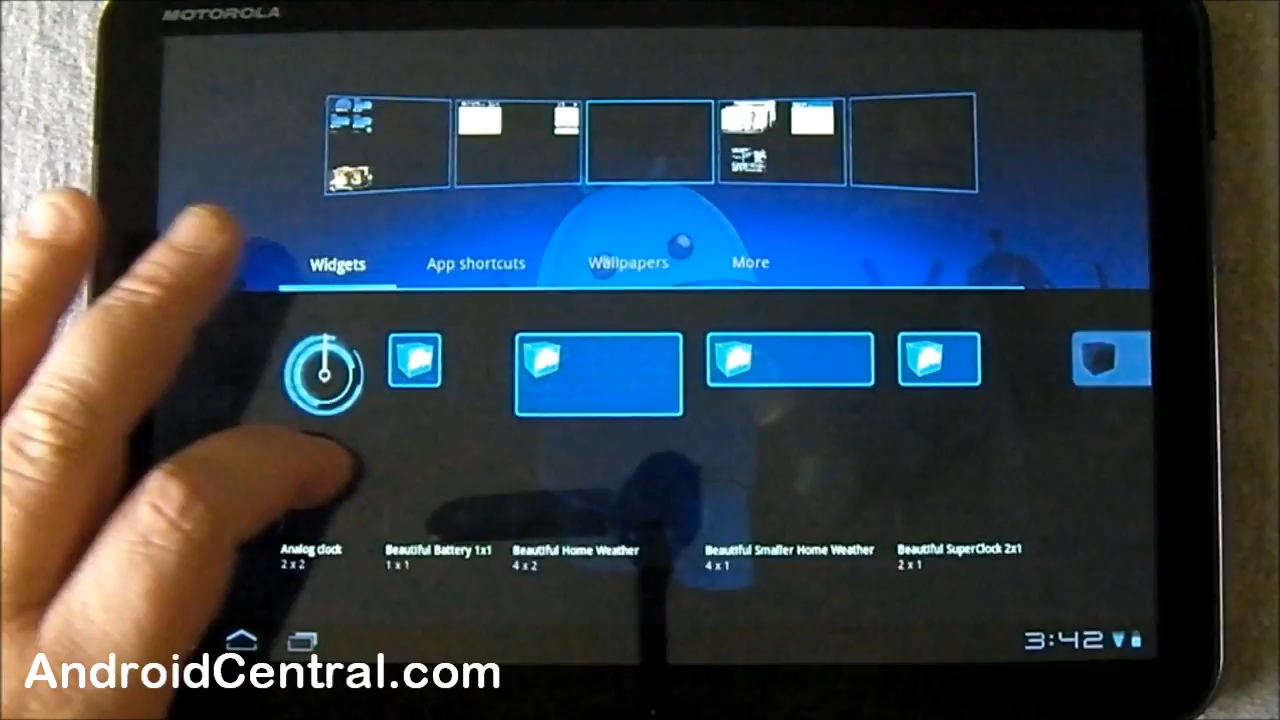 MOTOROLA
Widgets App shortcuts Wallpapers More
Analog clock Beautiful Battery 1x1 Beautiful Home Weather Beautiful Smaller Home Weather Beautiful SuperClock 2x1
2 x 2 1 x 1 4 x 2 4 x 1 2 x 1
3:42
AndroidCentral.com